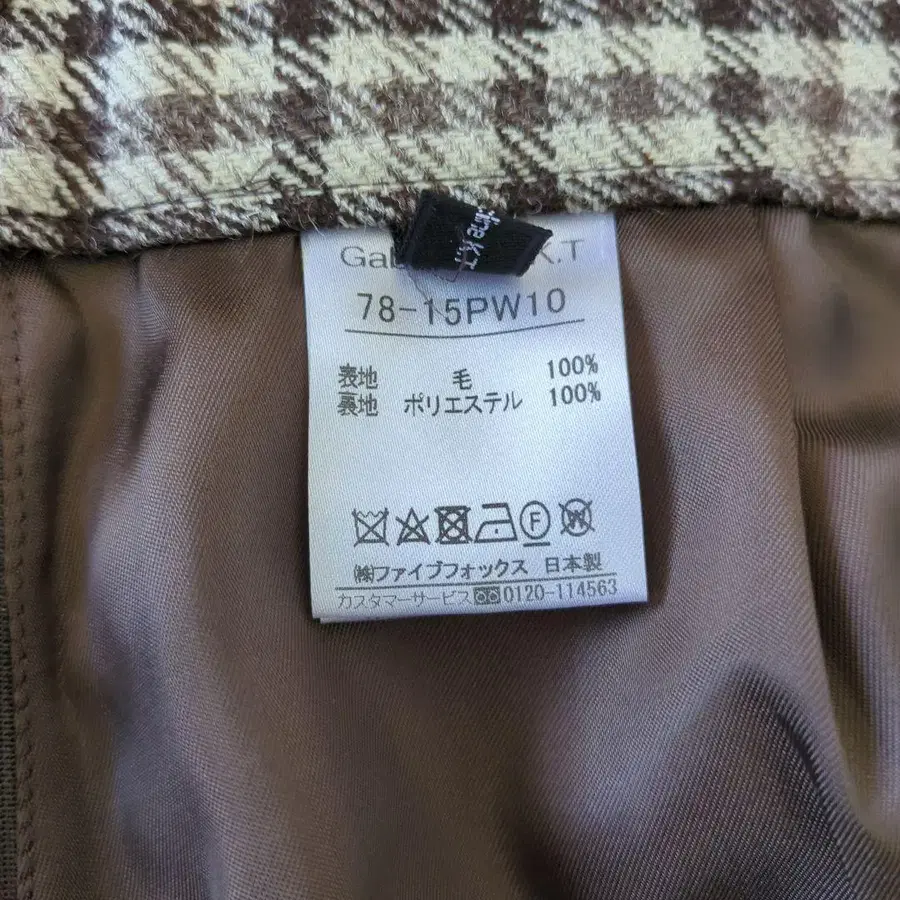 K.T
K.T
78-15PW10
表地 毛 100%
裏地 ポリエステル 100%
F W
㈱ファイブフォックス 日本製
カスタマーサービス 0120-114563